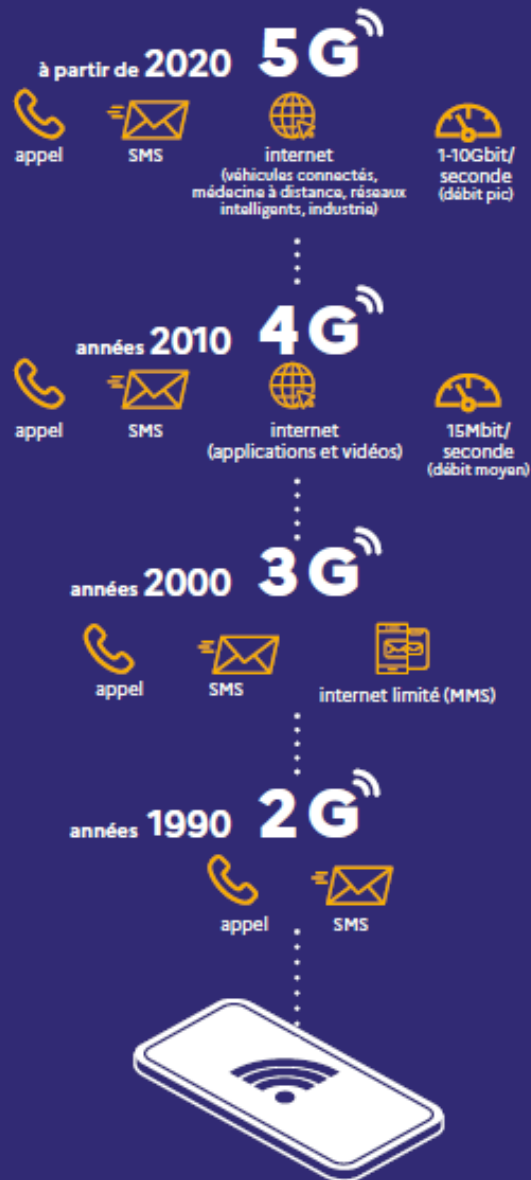 à partir de 2020 5G
appel
SMS
internet
(véhicules connectés,
médecine à distance, réseaux
intelligents, industrie)
1-10Gbit/
seconde
(débit pic)
années 2010 4G
appel
SMS
internet
(applications et vidéos)
15Mbit/
seconde
(débit moyen)
années 2000 3G
appel
SMS
internet limité (MMS)
années 1990 2G
appel
SMS